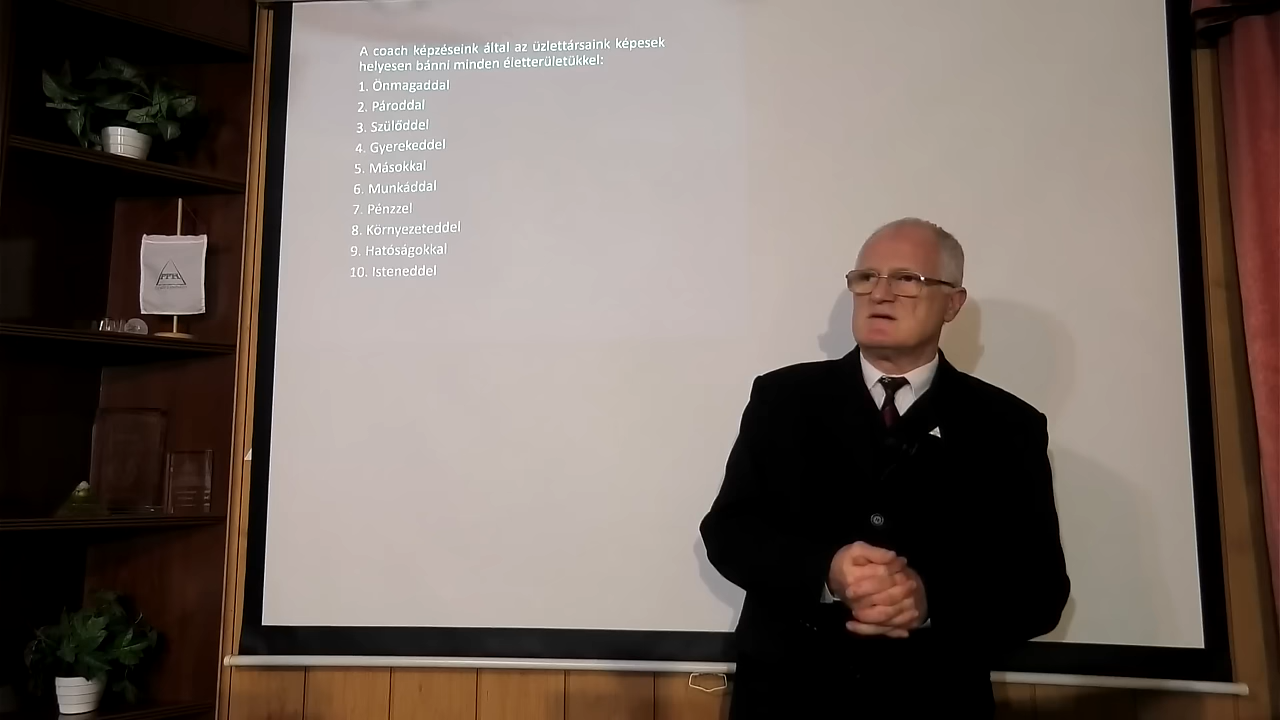 A coach képzéseink által az üzlettársaink képesek
helyesen bánni minden életterületükkel:
1. Önmagaddal
2. Pároddal
3. Szülőddel
4. Gyerekeddel
5. Másokkal
6. Munkáddal
7. Pénzzel
8. Környezeteddel
9. Hatóságokkal
10. Isteneddel